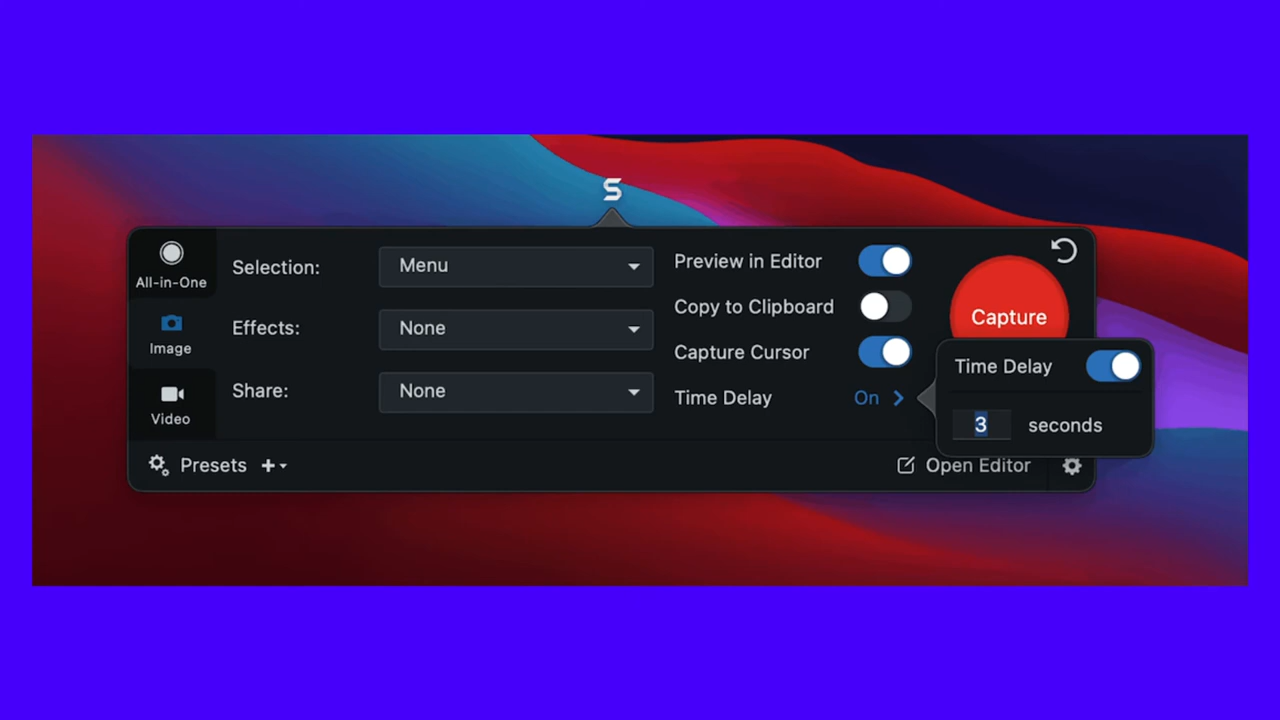 S
All-in-One
Image
Video
Selection: Menu
Effects: None
Share: None
Preview in Editor
Copy to Clipboard
Capture Cursor
Time Delay On
Capture
Time Delay
3 seconds
Presets
Open Editor